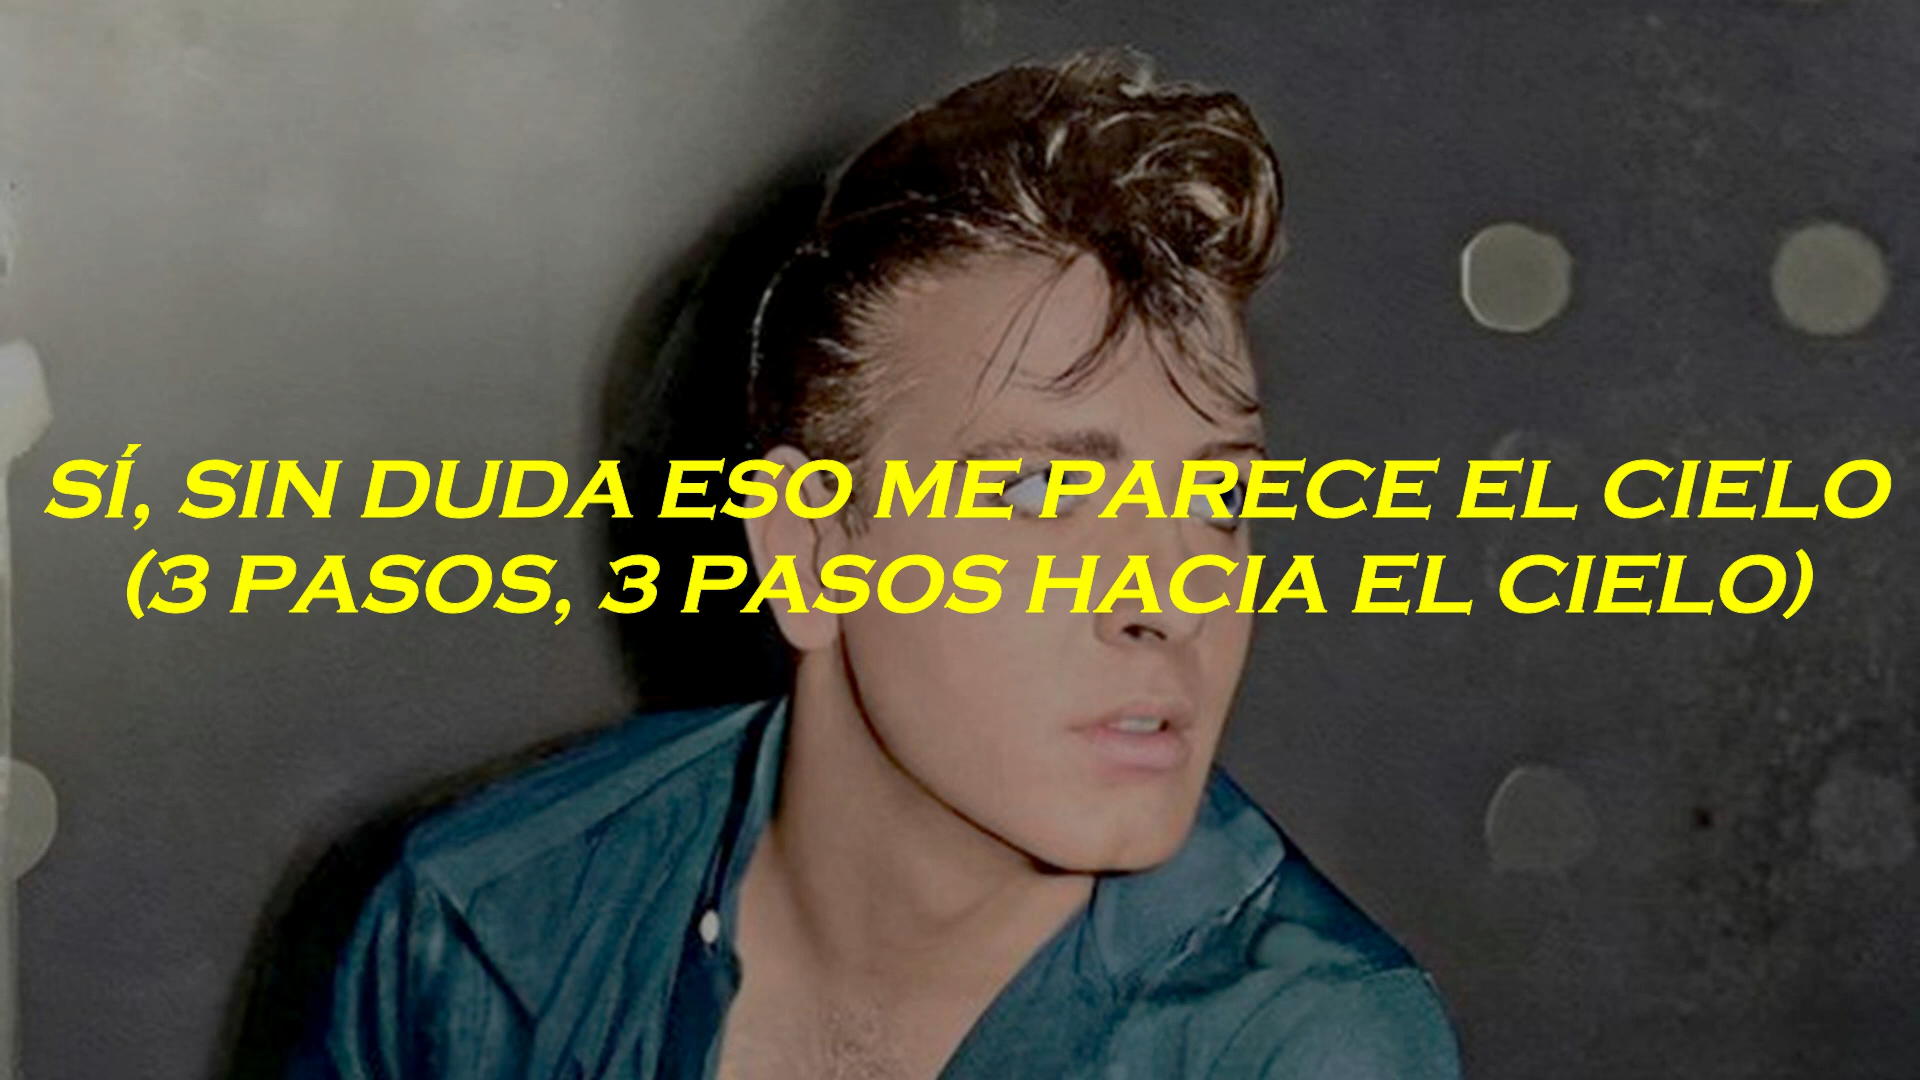 SÍ, SIN DUDA ESO ME PARECE EL CIELO
(3 PASOS, 3 PASOS HACIA EL CIELO)